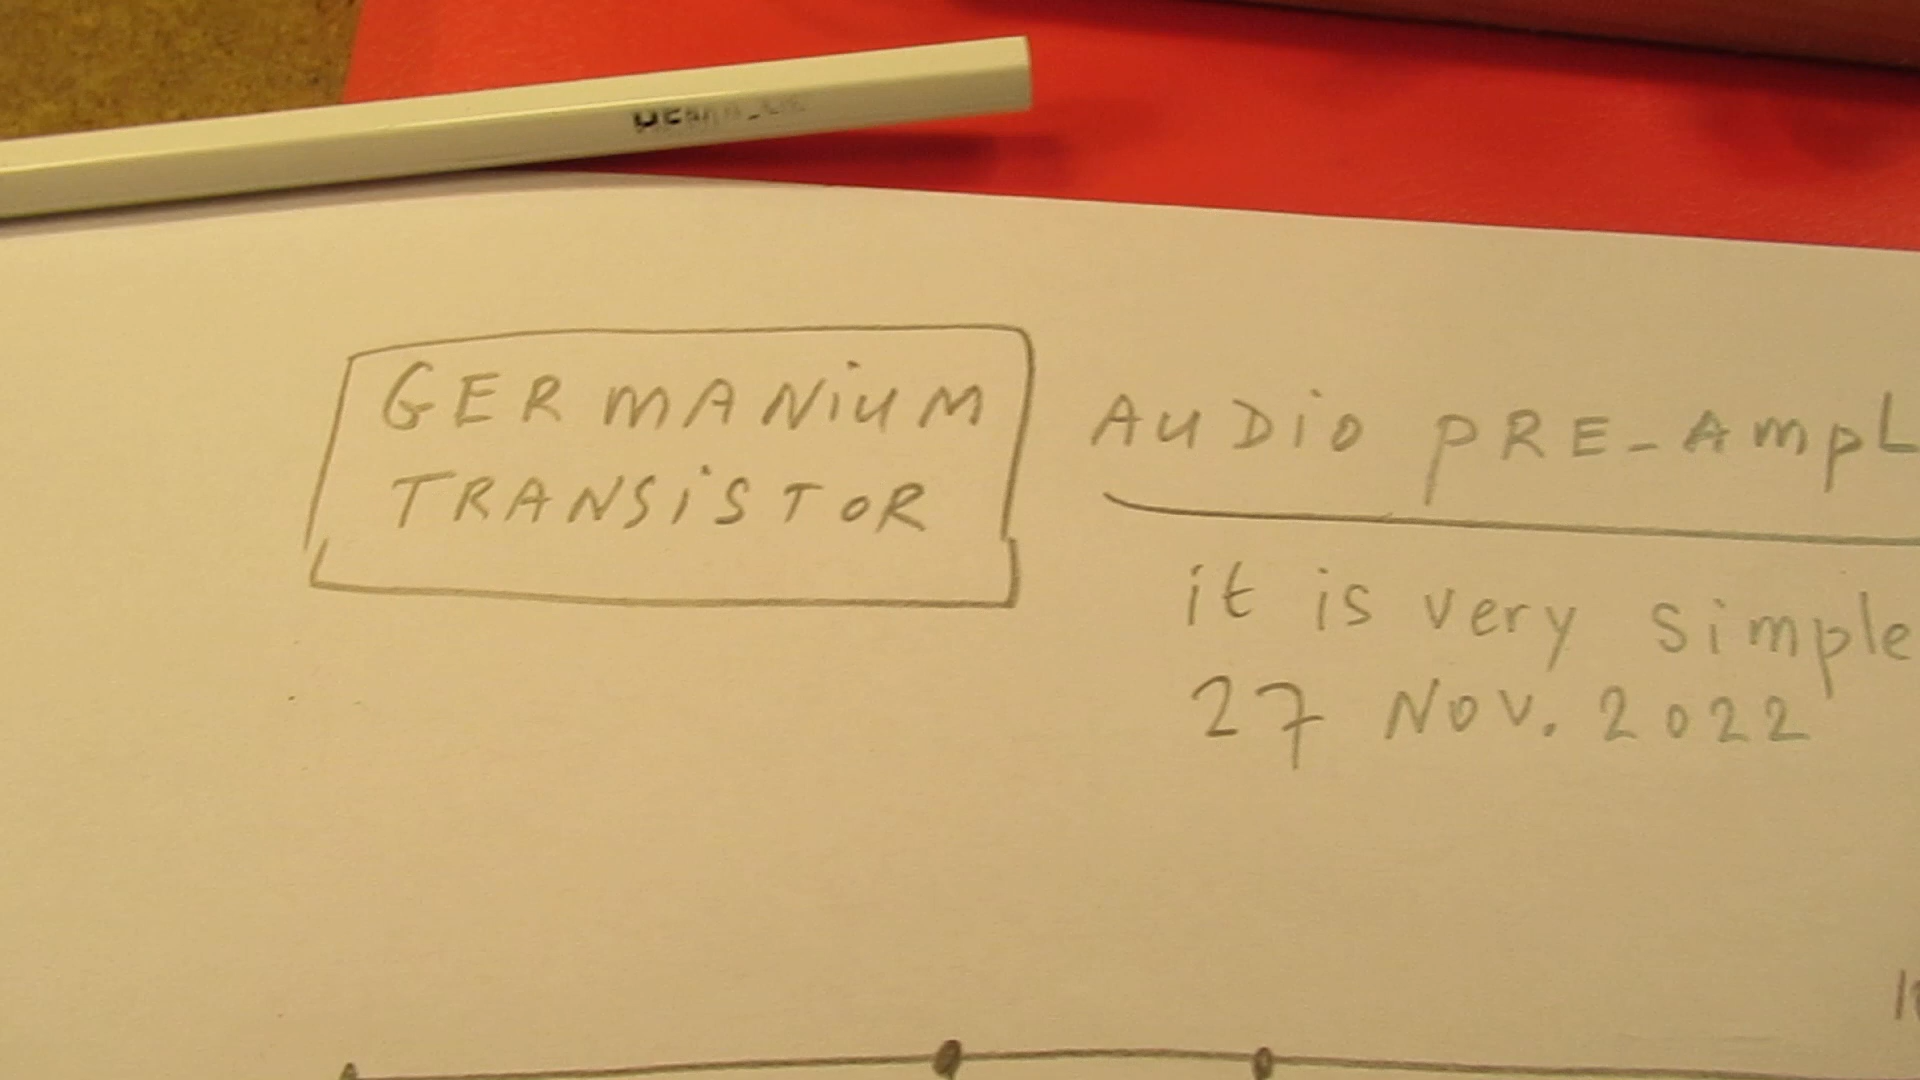 GERMANiUM
TRANSiSTOR
AUDiO PRE-AmpL
it is very simple
27 NOV. 2022